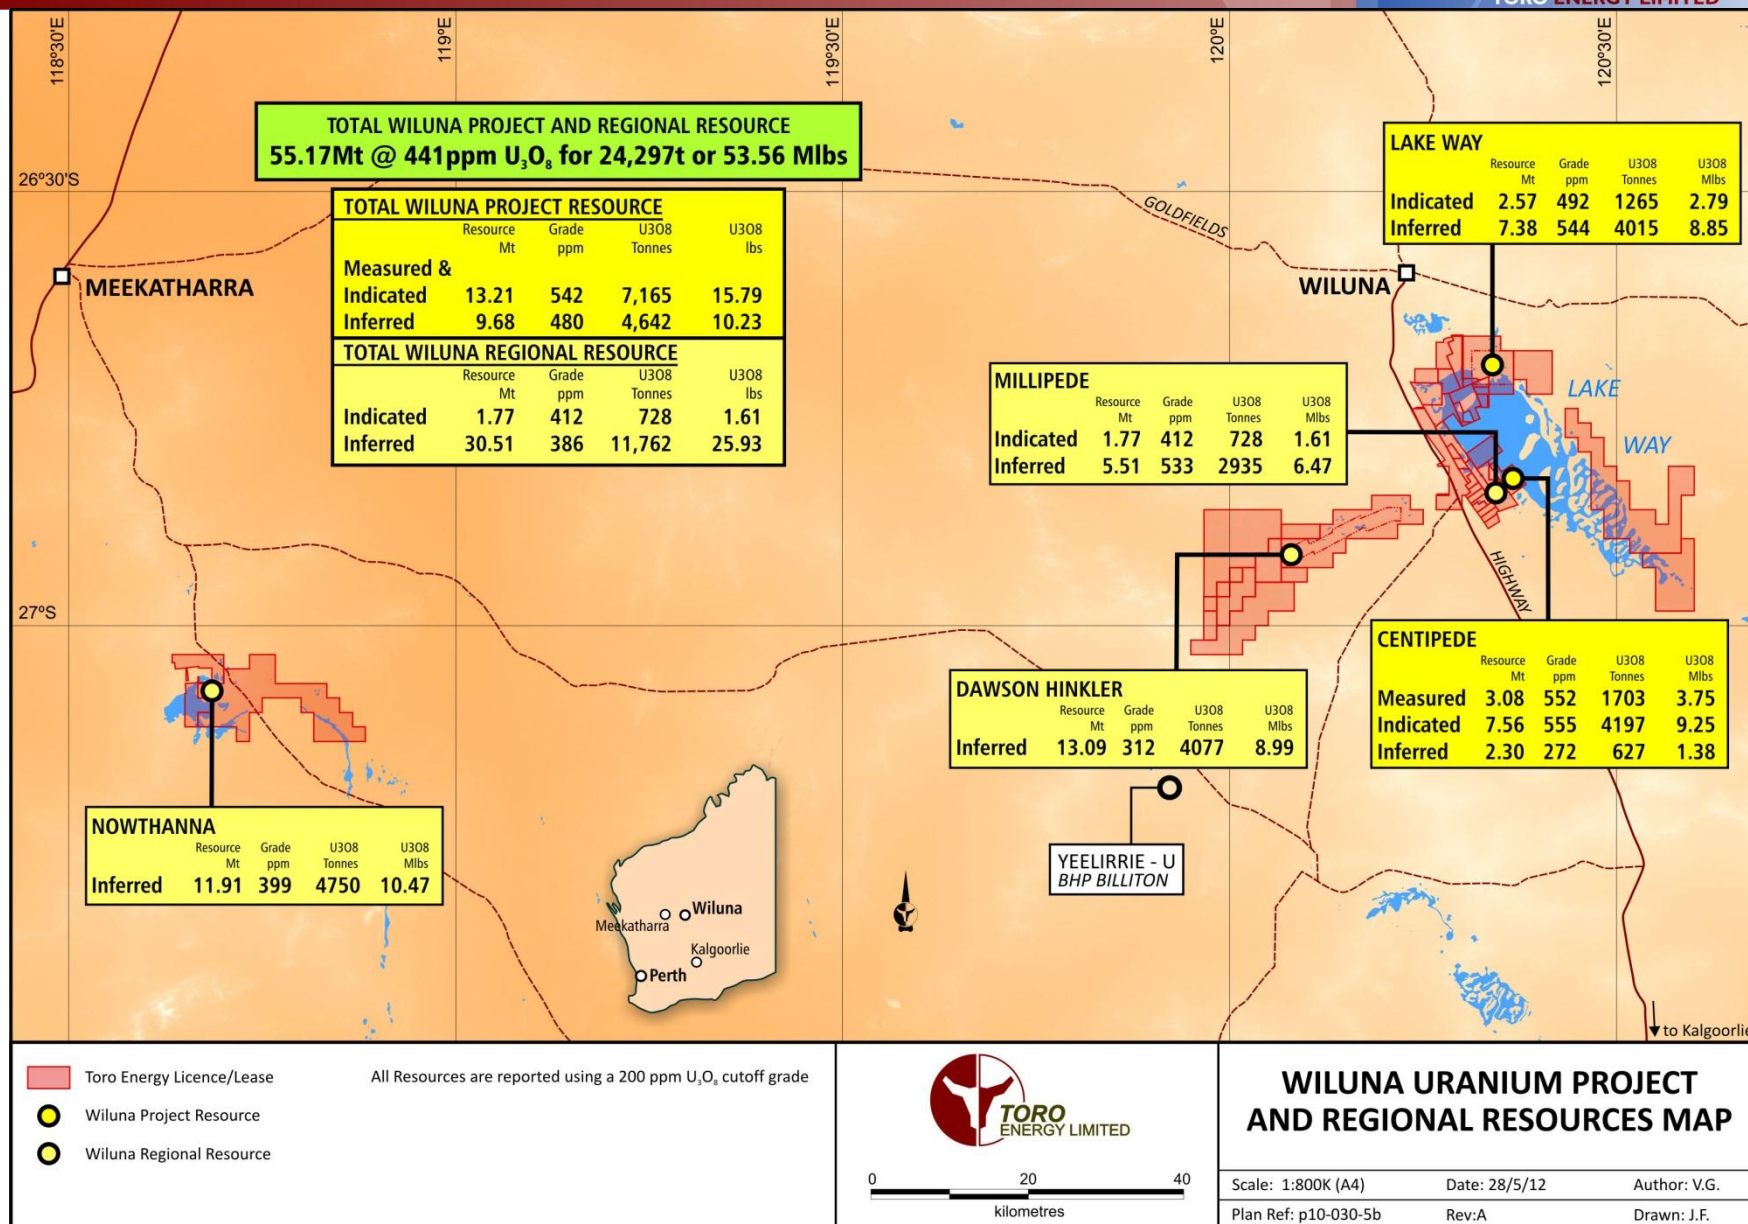 TORO ENERGY LIMITED
118°30'E
119°E
119°30'E
120°E
120°30'E
26°30'S
27°S
TOTAL WILUNA PROJECT AND REGIONAL RESOURCE
55.17Mt @ 441ppm U₃O₈ for 24,297t or 53.56 Mlbs
TOTAL WILUNA PROJECT RESOURCE
Resource Grade U3O8 U3O8
Mt ppm Tonnes lbs
Measured &
Indicated 13.21 542 7,165 15.79
Inferred 9.68 480 4,642 10.23
TOTAL WILUNA REGIONAL RESOURCE
Resource Grade U3O8 U3O8
Mt ppm Tonnes lbs
Indicated 1.77 412 728 1.61
Inferred 30.51 386 11,762 25.93
LAKE WAY
Resource Grade U3O8 U3O8
Mt ppm Tonnes Mlbs
Indicated 2.57 492 1265 2.79
Inferred 7.38 544 4015 8.85
GOLDFIELDS
MEEKATHARRA
WILUNA
MILLIPEDE
Resource Grade U3O8 U3O8
Mt ppm Tonnes Mlbs
Indicated 1.77 412 728 1.61
Inferred 5.51 533 2935 6.47
LAKE
WAY
HIGHWAY
CENTIPEDE
Resource Grade U3O8 U3O8
Mt ppm Tonnes Mlbs
Measured 3.08 552 1703 3.75
Indicated 7.56 555 4197 9.25
Inferred 2.30 272 627 1.38
DAWSON HINKLER
Resource Grade U3O8 U3O8
Mt ppm Tonnes Mlbs
Inferred 13.09 312 4077 8.99
NOWTHANNA
Resource Grade U3O8 U3O8
Mt ppm Tonnes Mlbs
Inferred 11.91 399 4750 10.47
YEELIRRIE - U
BHP BILLITON
Wiluna
Meekatharra
Kalgoorlie
Perth
to Kalgoorlie
Toro Energy Licence/Lease
All Resources are reported using a 200 ppm U₃O₈ cutoff grade
Wiluna Project Resource
Wiluna Regional Resource
TORO
ENERGY LIMITED
0 20 40
kilometres
WILUNA URANIUM PROJECT
AND REGIONAL RESOURCES MAP
Scale: 1:800K (A4) Date: 28/5/12 Author: V.G.
Plan Ref: p10-030-5b Rev:A Drawn: J.F.